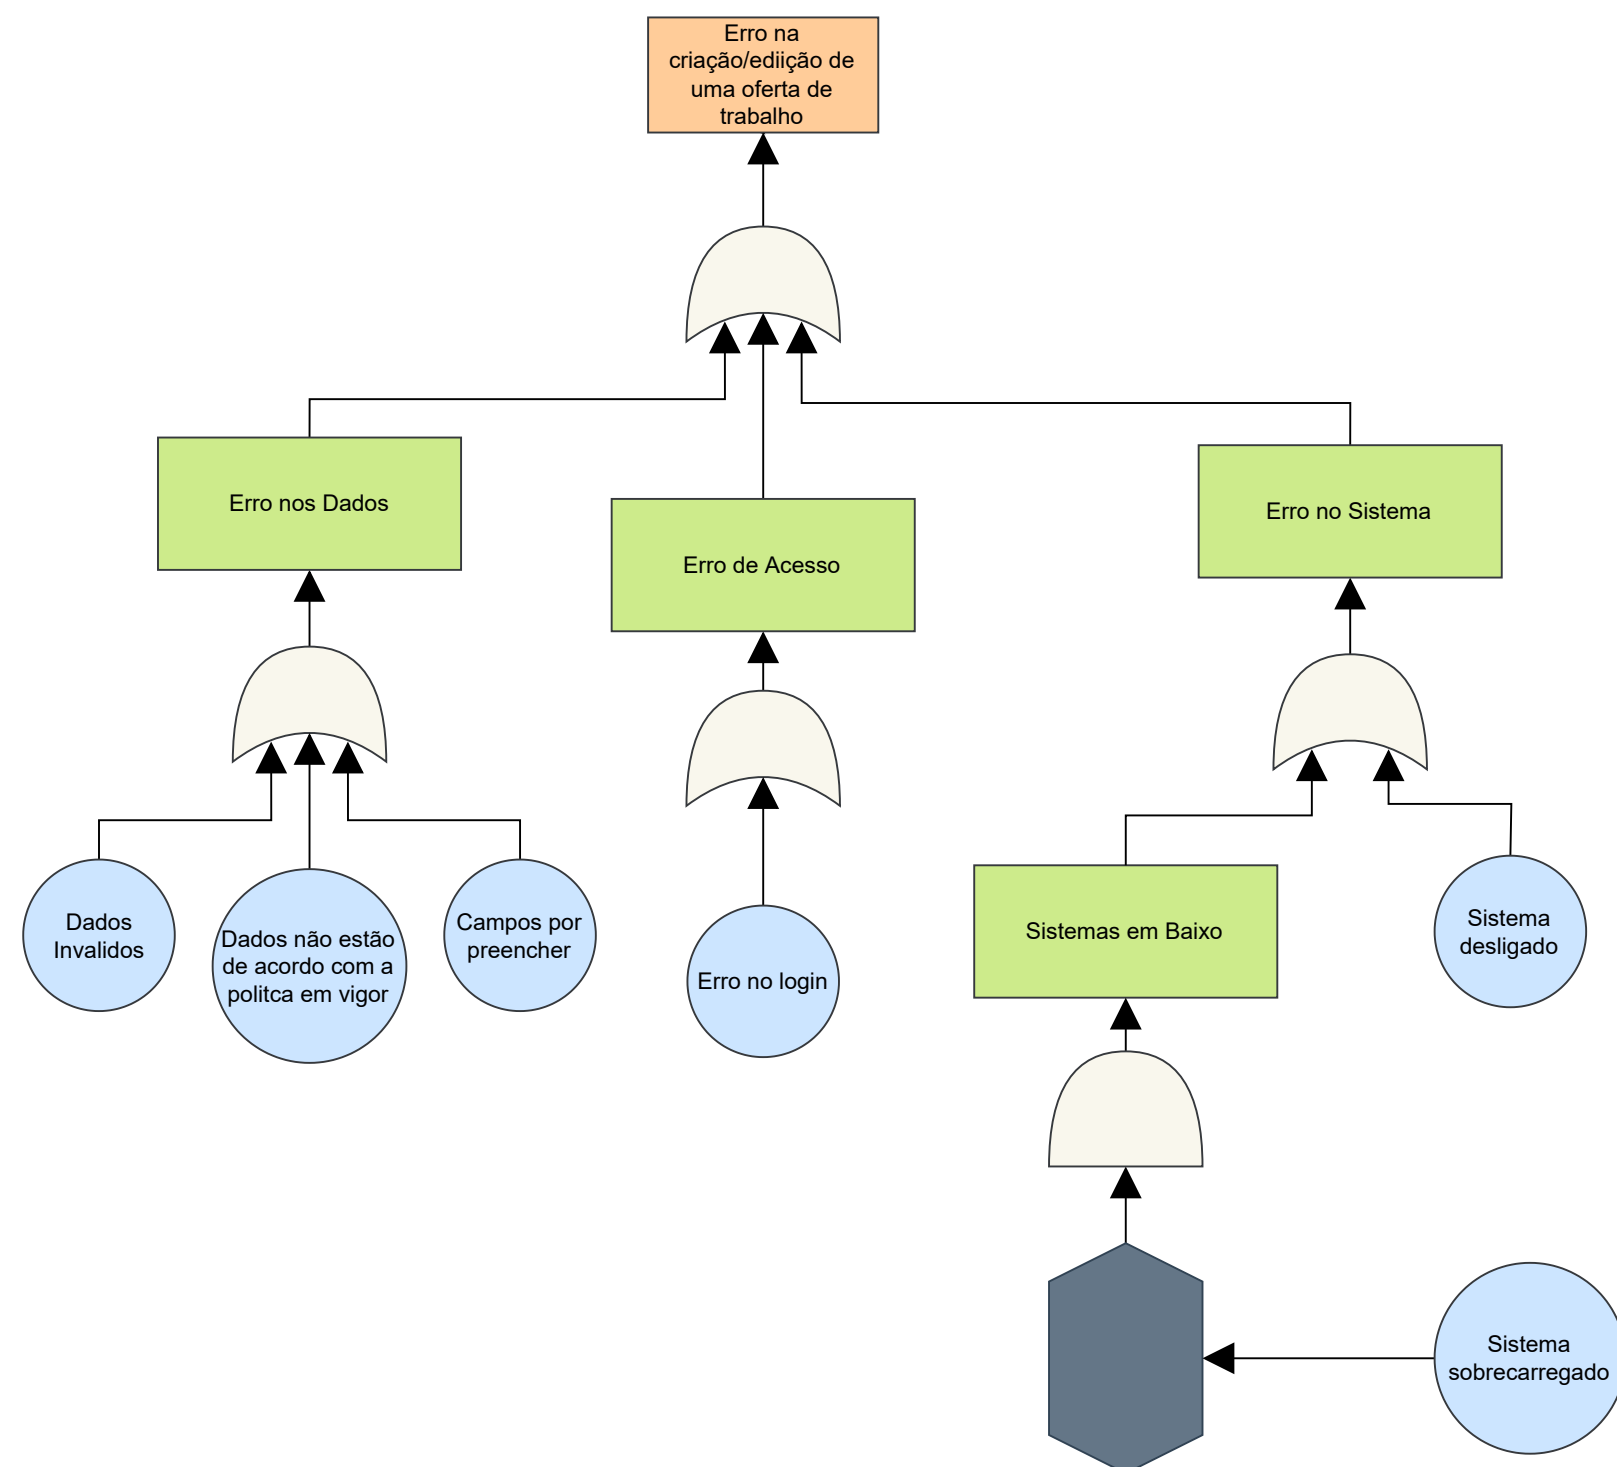 Erro na
criação/ediição de
uma oferta de
trabalho
Erro nos Dados
Erro de Acesso
Erro no Sistema
Dados
Invalidos
Dados não estão
de acordo com a
politca em vigor
Campos por
preencher
Erro no login
Sistemas em Baixo
Sistema
desligado
Sistema
sobrecarregado